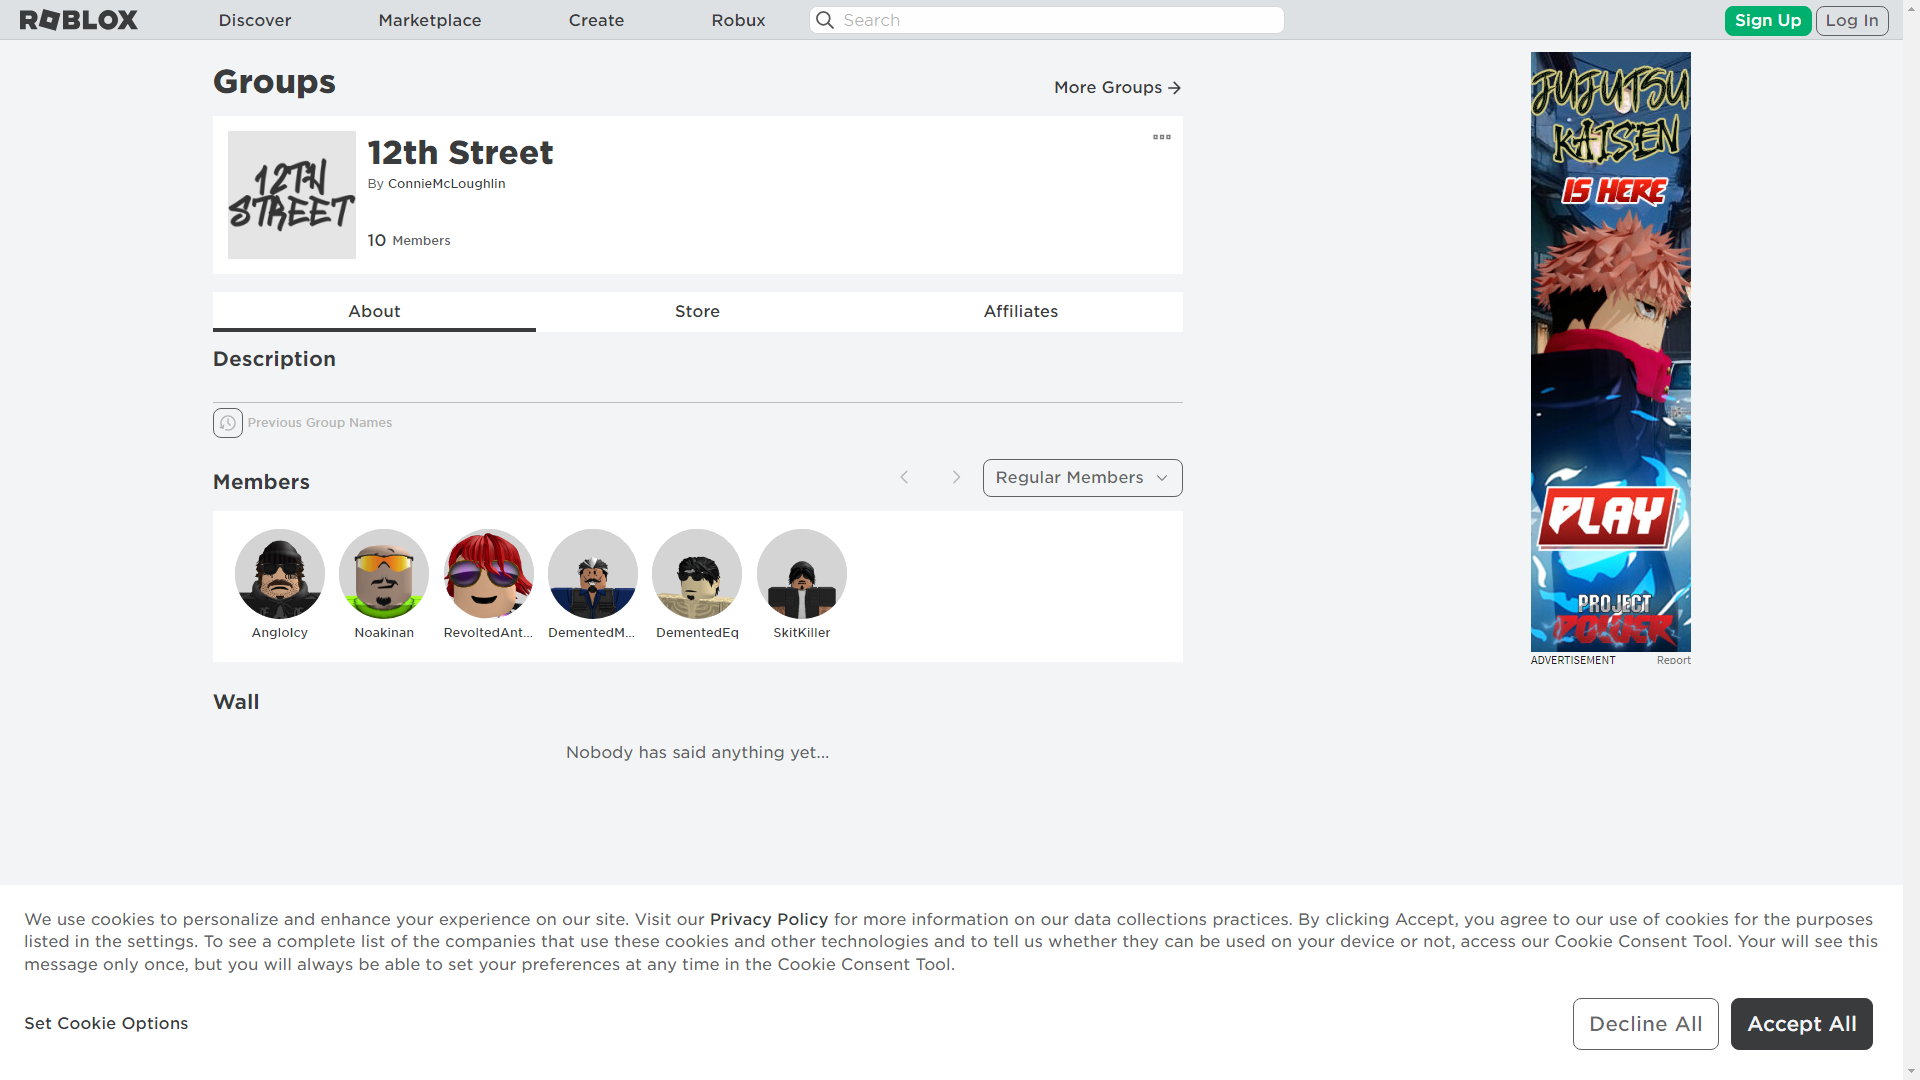 ROBLOX
Discover
Marketplace
Create
Robux
Search
Sign Up
Log In
Groups
More Groups
12TH
STREET
12th Street
By ConnieMcLoughlin
10 Members
About
Store
Affiliates
Description
Previous Group Names
Members
Regular Members
AngloIcy
Noakinan
RevoltedAnt...
DementedM...
DementedEq
SkitKiller
Wall
Nobody has said anything yet...
JUJUTSU
KAISEN
IS HERE
PLAY
PROJECT
POWER
ADVERTISEMENT
Report
We use cookies to personalize and enhance your experience on our site. Visit our Privacy Policy for more information on our data collections practices. By clicking Accept, you agree to our use of cookies for the purposes
listed in the settings. To see a complete list of the companies that use these cookies and other technologies and to tell us whether they can be used on your device or not, access our Cookie Consent Tool. Your will see this
message only once, but you will always be able to set your preferences at any time in the Cookie Consent Tool.
Set Cookie Options
Decline All
Accept All